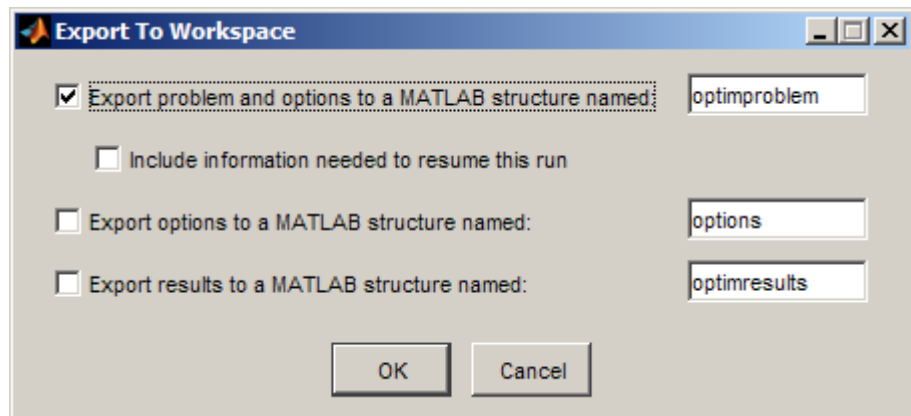 Export To Workspace
Export problem and options to a MATLAB structure named: optimproblem
Include information needed to resume this run
Export options to a MATLAB structure named: options
Export results to a MATLAB structure named: optimresults
OK Cancel